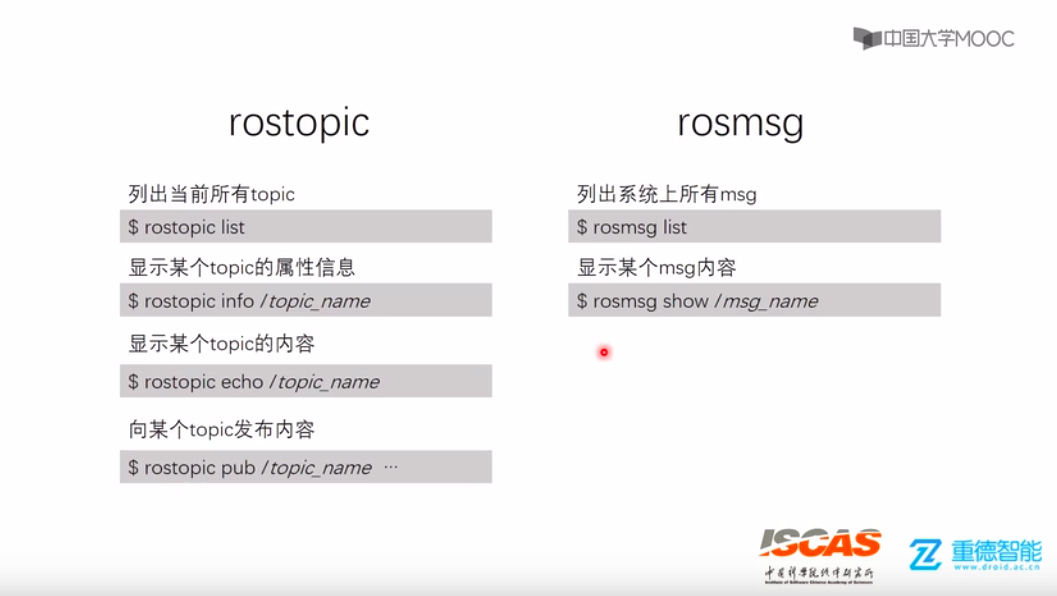 中国大学MOOC
rostopic
列出当前所有topic
$ rostopic list
显示某个topic的属性信息
$ rostopic info /topic_name
显示某个topic的内容
$ rostopic echo /topic_name
向某个topic发布内容
$ rostopic pub /topic_name ···
rosmsg
列出系统上所有msg
$ rosmsg list
显示某个msg内容
$ rosmsg show /msg_name
ISCAS
中国科学院软件研究所
Institute of Software Chinese Academy of Sciences
重德智能
www.droid.ac.cn